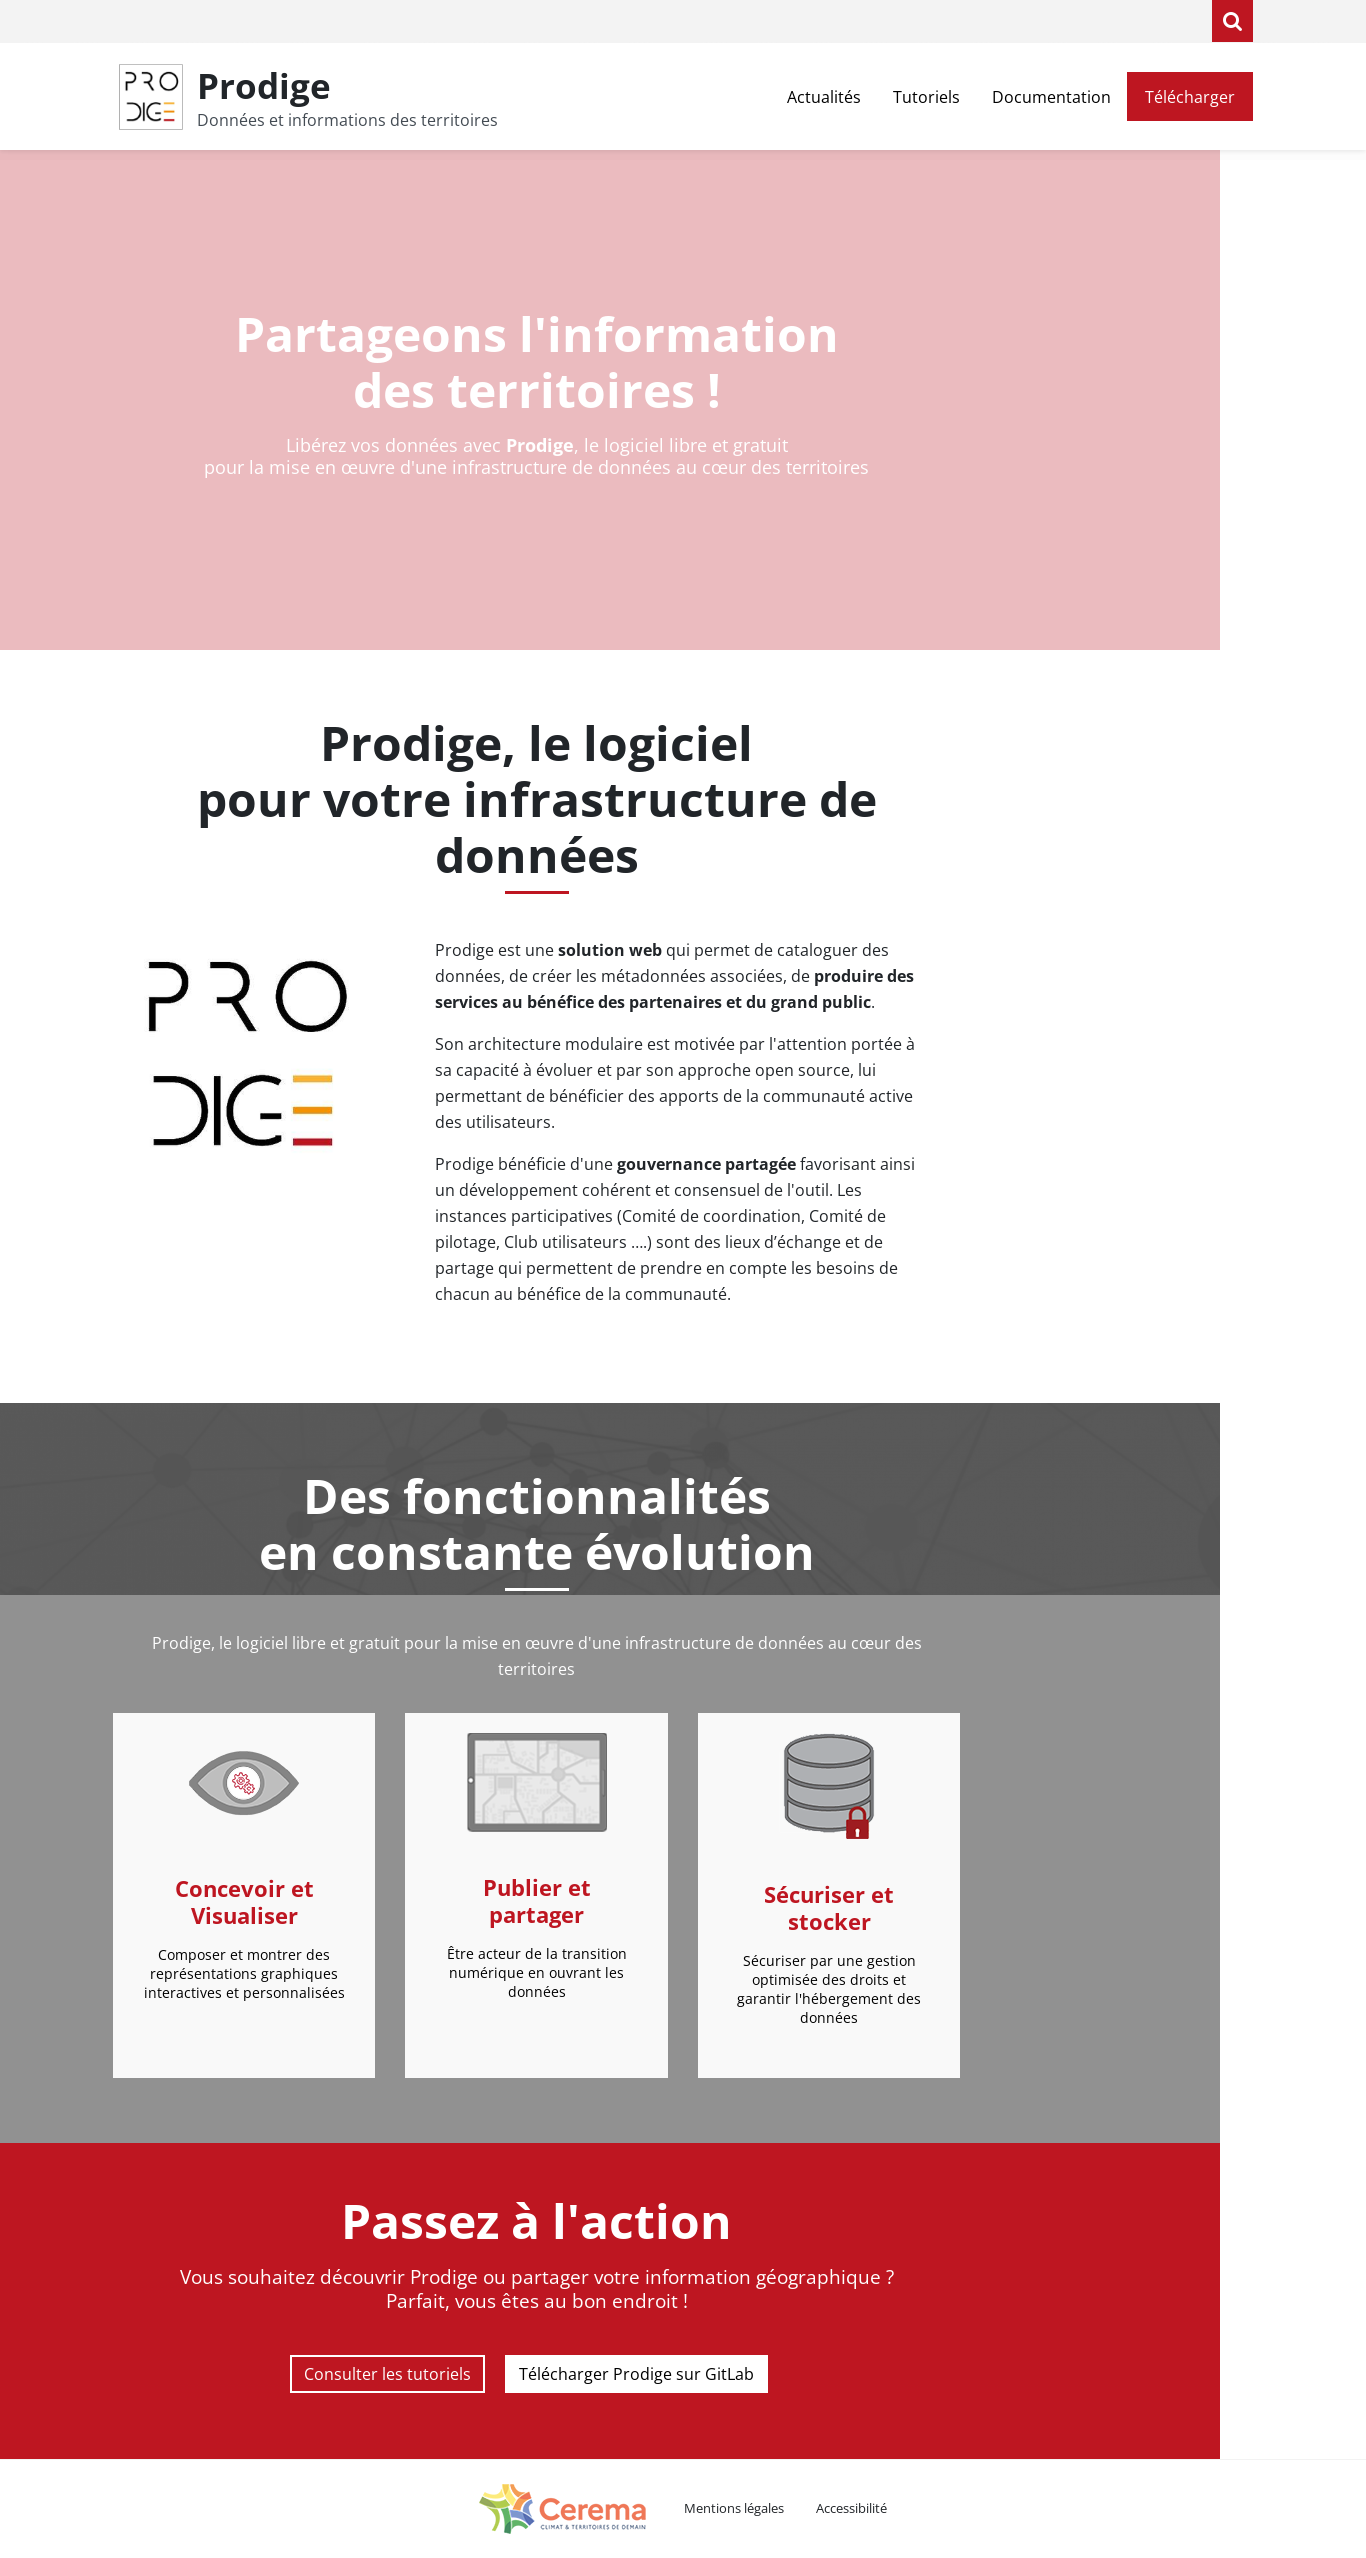 PRO
DIGE
Prodige
Données et informations des territoires
Actualités
Tutoriels
Documentation
Télécharger
Partageons l'information
des territoires !
Libérez vos données avec Prodige, le logiciel libre et gratuit
pour la mise en œuvre d'une infrastructure de données au cœur des territoires
Prodige, le logiciel
pour votre infrastructure de
données
PRO
DIGE
Prodige est une solution web qui permet de cataloguer des
données, de créer les métadonnées associées, de produire des
services au bénéfice des partenaires et du grand public.
Son architecture modulaire est motivée par l'attention portée à
sa capacité à évoluer et par son approche open source, lui
permettant de bénéficier des apports de la communauté active
des utilisateurs.
Prodige bénéficie d'une gouvernance partagée favorisant ainsi
un développement cohérent et consensuel de l'outil. Les
instances participatives (Comité de coordination, Comité de
pilotage, Club utilisateurs ….) sont des lieux d’échange et de
partage qui permettent de prendre en compte les besoins de
chacun au bénéfice de la communauté.
Des fonctionnalités
en constante évolution
Prodige, le logiciel libre et gratuit pour la mise en œuvre d'une infrastructure de données au cœur des
territoires
Concevoir et
Visualiser
Composer et montrer des
représentations graphiques
interactives et personnalisées
Publier et
partager
Être acteur de la transition
numérique en ouvrant les
données
Sécuriser et
stocker
Sécuriser par une gestion
optimisée des droits et
garantir l'hébergement des
données
Passez à l'action
Vous souhaitez découvrir Prodige ou partager votre information géographique ?
Parfait, vous êtes au bon endroit !
Consulter les tutoriels
Télécharger Prodige sur GitLab
Cerema
CLIMAT & TERRITOIRES DE DEMAIN
Mentions légales
Accessibilité